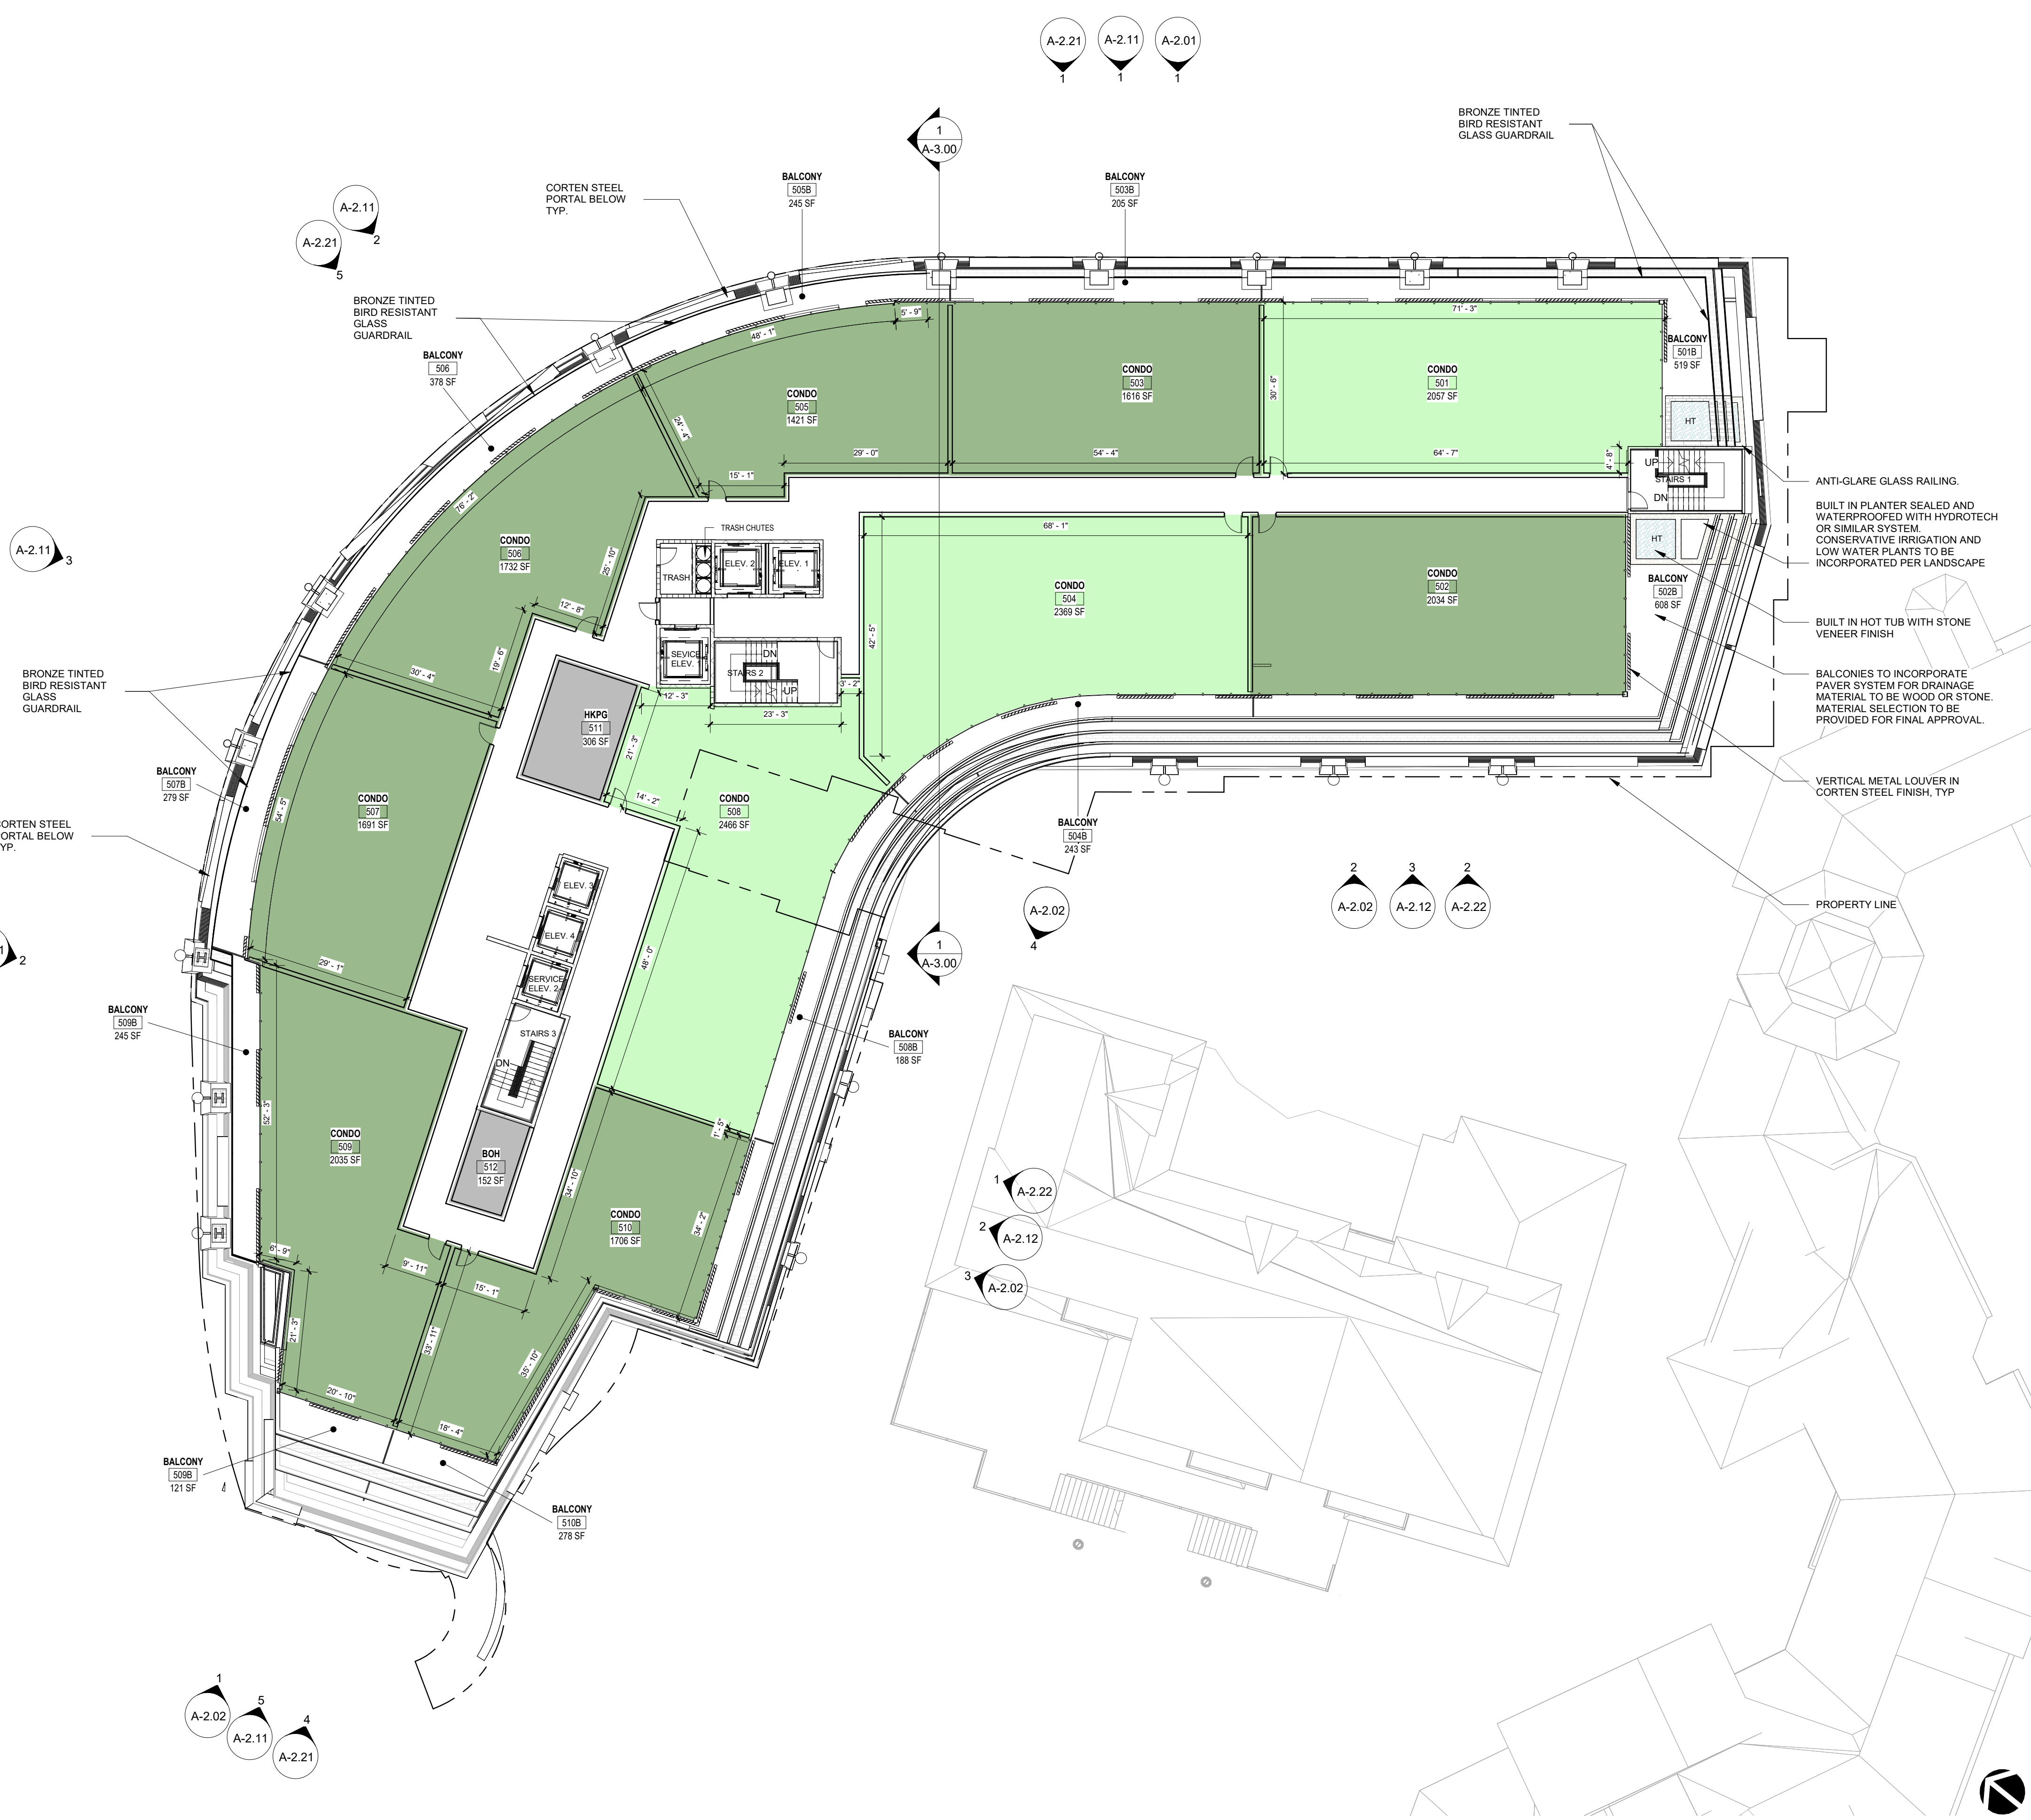 A-2.21
1
A-2.11
1
A-2.01
1
1
A-3.00
BRONZE TINTED
BIRD RESISTANT
GLASS GUARDRAIL
CORTEN STEEL
PORTAL BELOW
TYP.
BALCONY
505B
245 SF
BALCONY
503B
205 SF
A-2.11
2
A-2.21
5
BRONZE TINTED
BIRD RESISTANT
GLASS
GUARDRAIL
BALCONY
506
378 SF
5' - 9"
48' - 1"
71' - 3"
BALCONY
501B
519 SF
CONDO
505
1421 SF
CONDO
503
1616 SF
CONDO
501
2057 SF
30' - 6"
24' - 4"
HT
29' - 0"
54' - 4"
64' - 7"
4' - 8"
15' - 1"
UP
STAIRS 1
DN
ANTI-GLARE GLASS RAILING.
BUILT IN PLANTER SEALED AND
WATERPROOFED WITH HYDROTECH
OR SIMILAR SYSTEM.
CONSERVATIVE IRRIGATION AND
LOW WATER PLANTS TO BE
INCORPORATED PER LANDSCAPE
76' - 2"
TRASH CHUTES
68' - 1"
A-2.11
3
CONDO
506
1732 SF
25' - 10"
TRASH
ELEV. 2
ELEV. 1
HT
CONDO
504
2369 SF
CONDO
502
2034 SF
BALCONY
502B
608 SF
12' - 8"
42' - 5"
BUILT IN HOT TUB WITH STONE
VENEER FINISH
19' - 6"
30' - 4"
SEVICE
ELEV. 1
DN
STAIRS 2
UP
3' - 2"
12' - 3"
23' - 3"
BRONZE TINTED
BIRD RESISTANT
GLASS
GUARDRAIL
BALCONIES TO INCORPORATE
PAVER SYSTEM FOR DRAINAGE
MATERIAL TO BE WOOD OR STONE.
MATERIAL SELECTION TO BE
PROVIDED FOR FINAL APPROVAL.
HKPG
511
306 SF
21' - 3"
BALCONY
507B
279 SF
54' - 5"
CONDO
507
1691 SF
14' - 2"
CONDO
508
2466 SF
VERTICAL METAL LOUVER IN
CORTEN STEEL FINISH, TYP
BALCONY
504B
243 SF
ORTEN STEEL
ORTAL BELOW
YP.
ELEV. 3
2
A-2.02
3
A-2.12
2
A-2.22
PROPERTY LINE
A-2.02
4
1
2
ELEV. 4
48' - 0"
1
A-3.00
29' - 1"
SERVICE
ELEV. 2
BALCONY
509B
245 SF
STAIRS 3
DN
BALCONY
508B
188 SF
52' - 3"
1' - 5"
CONDO
509
2035 SF
BOH
512
152 SF
34' - 10"
1
A-2.22
CONDO
510
1706 SF
34' - 2"
2
A-2.12
6' - 9"
9' - 11"
15' - 1"
3
A-2.02
21' - 3"
33' - 11"
35' - 10"
20' - 10"
18' - 4"
BALCONY
509B
121 SF
BALCONY
510B
278 SF
1
A-2.02
5
A-2.11
4
A-2.21